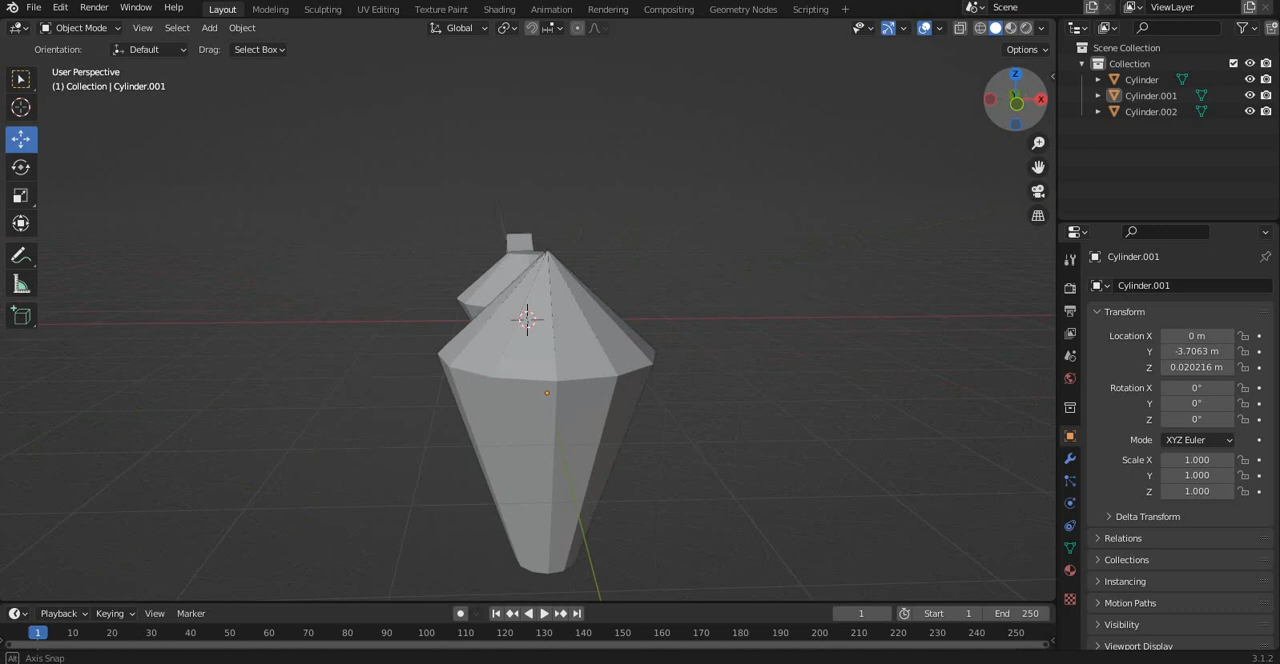 File Edit Render Window Help Layout Modeling Sculpting UV Editing Texture Paint Shading Animation Rendering Compositing Geometry Nodes Scripting + Scene ViewLayer
Object Mode View Select Add Object Global Options
Orientation: Default Drag: Select Box
User Perspective
(1) Collection | Cylinder.001
Z
X
Scene Collection
Collection
Cylinder
Cylinder.001
Cylinder.002
Cylinder.001
Cylinder.001
Transform
Location X 0 m
Y -3.7063 m
Z 0.020216 m
Rotation X 0°
Y 0°
Z 0°
Mode XYZ Euler
Scale X 1.000
Y 1.000
Z 1.000
Delta Transform
Relations
Collections
Instancing
Motion Paths
Visibility
Viewport Display
Playback Keying View Marker 1 Start 1 End 250
1 10 20 30 40 50 60 70 80 90 100 110 120 130 140 150 160 170 180 190 200 210 220 230 240 250
Alt Axis Snap 3.1.2